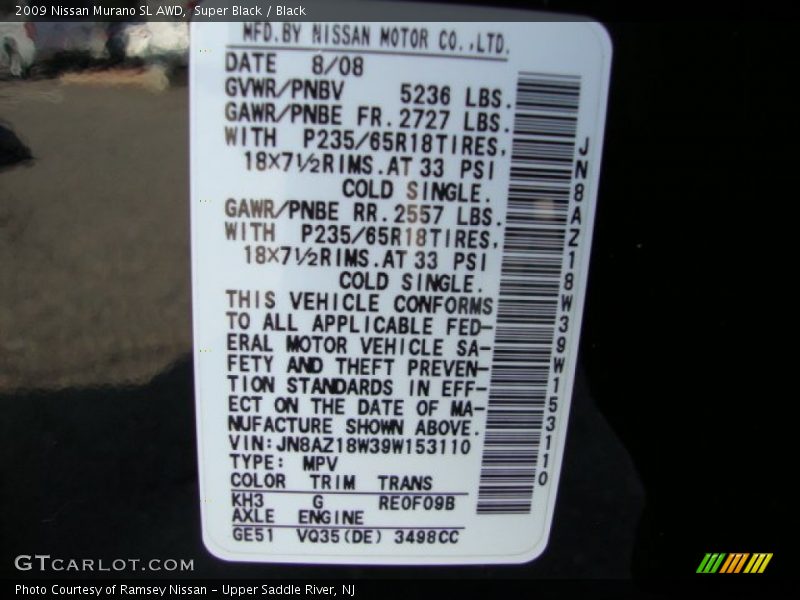 2009 Nissan Murano SL AWD, Super Black / Black
MFD.BY NISSAN MOTOR CO.,LTD.
DATE 8/08
GVWR/PNBV 5236 LBS.
GAWR/PNBE FR.2727 LBS.
WITH P235/65R18TIRES,
18X7½RIMS.AT 33 PSI
COLD SINGLE.
GAWR/PNBE RR.2557 LBS.
WITH P235/65R18TIRES,
18X7½RIMS.AT 33 PSI
COLD SINGLE.
THIS VEHICLE CONFORMS
TO ALL APPLICABLE FED-
ERAL MOTOR VEHICLE SA-
FETY AND THEFT PREVEN-
TION STANDARDS IN EFF-
ECT ON THE DATE OF MA-
NUFACTURE SHOWN ABOVE.
VIN:JN8AZ18W39W153110
TYPE: MPV
COLOR TRIM TRANS
KH3 G RE0F09B
AXLE ENGINE
GE51 VQ35(DE) 3498CC
JN8AZ18W39W153110
GTCARLOT.COM
Photo Courtesy of Ramsey Nissan - Upper Saddle River, NJ